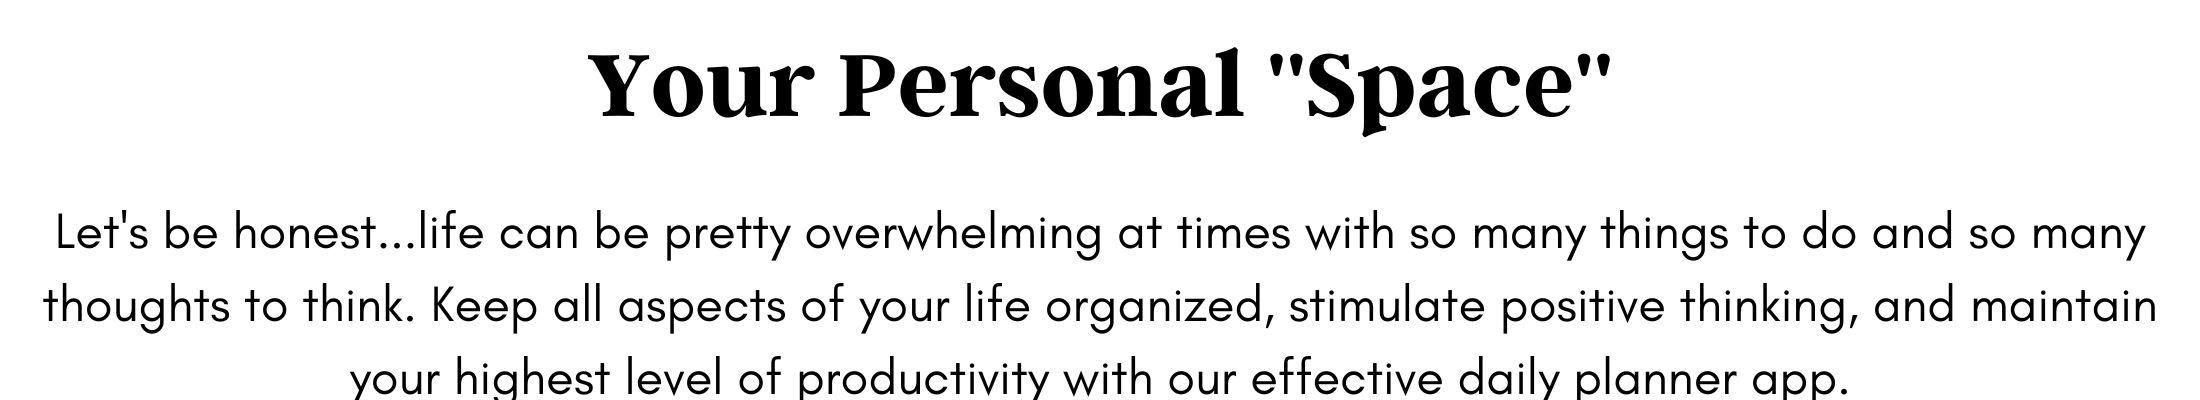 Your Personal "Space"
Let's be honest...life can be pretty overwhelming at times with so many things to do and so many
thoughts to think. Keep all aspects of your life organized, stimulate positive thinking, and maintain
your highest level of productivity with our effective daily planner app.